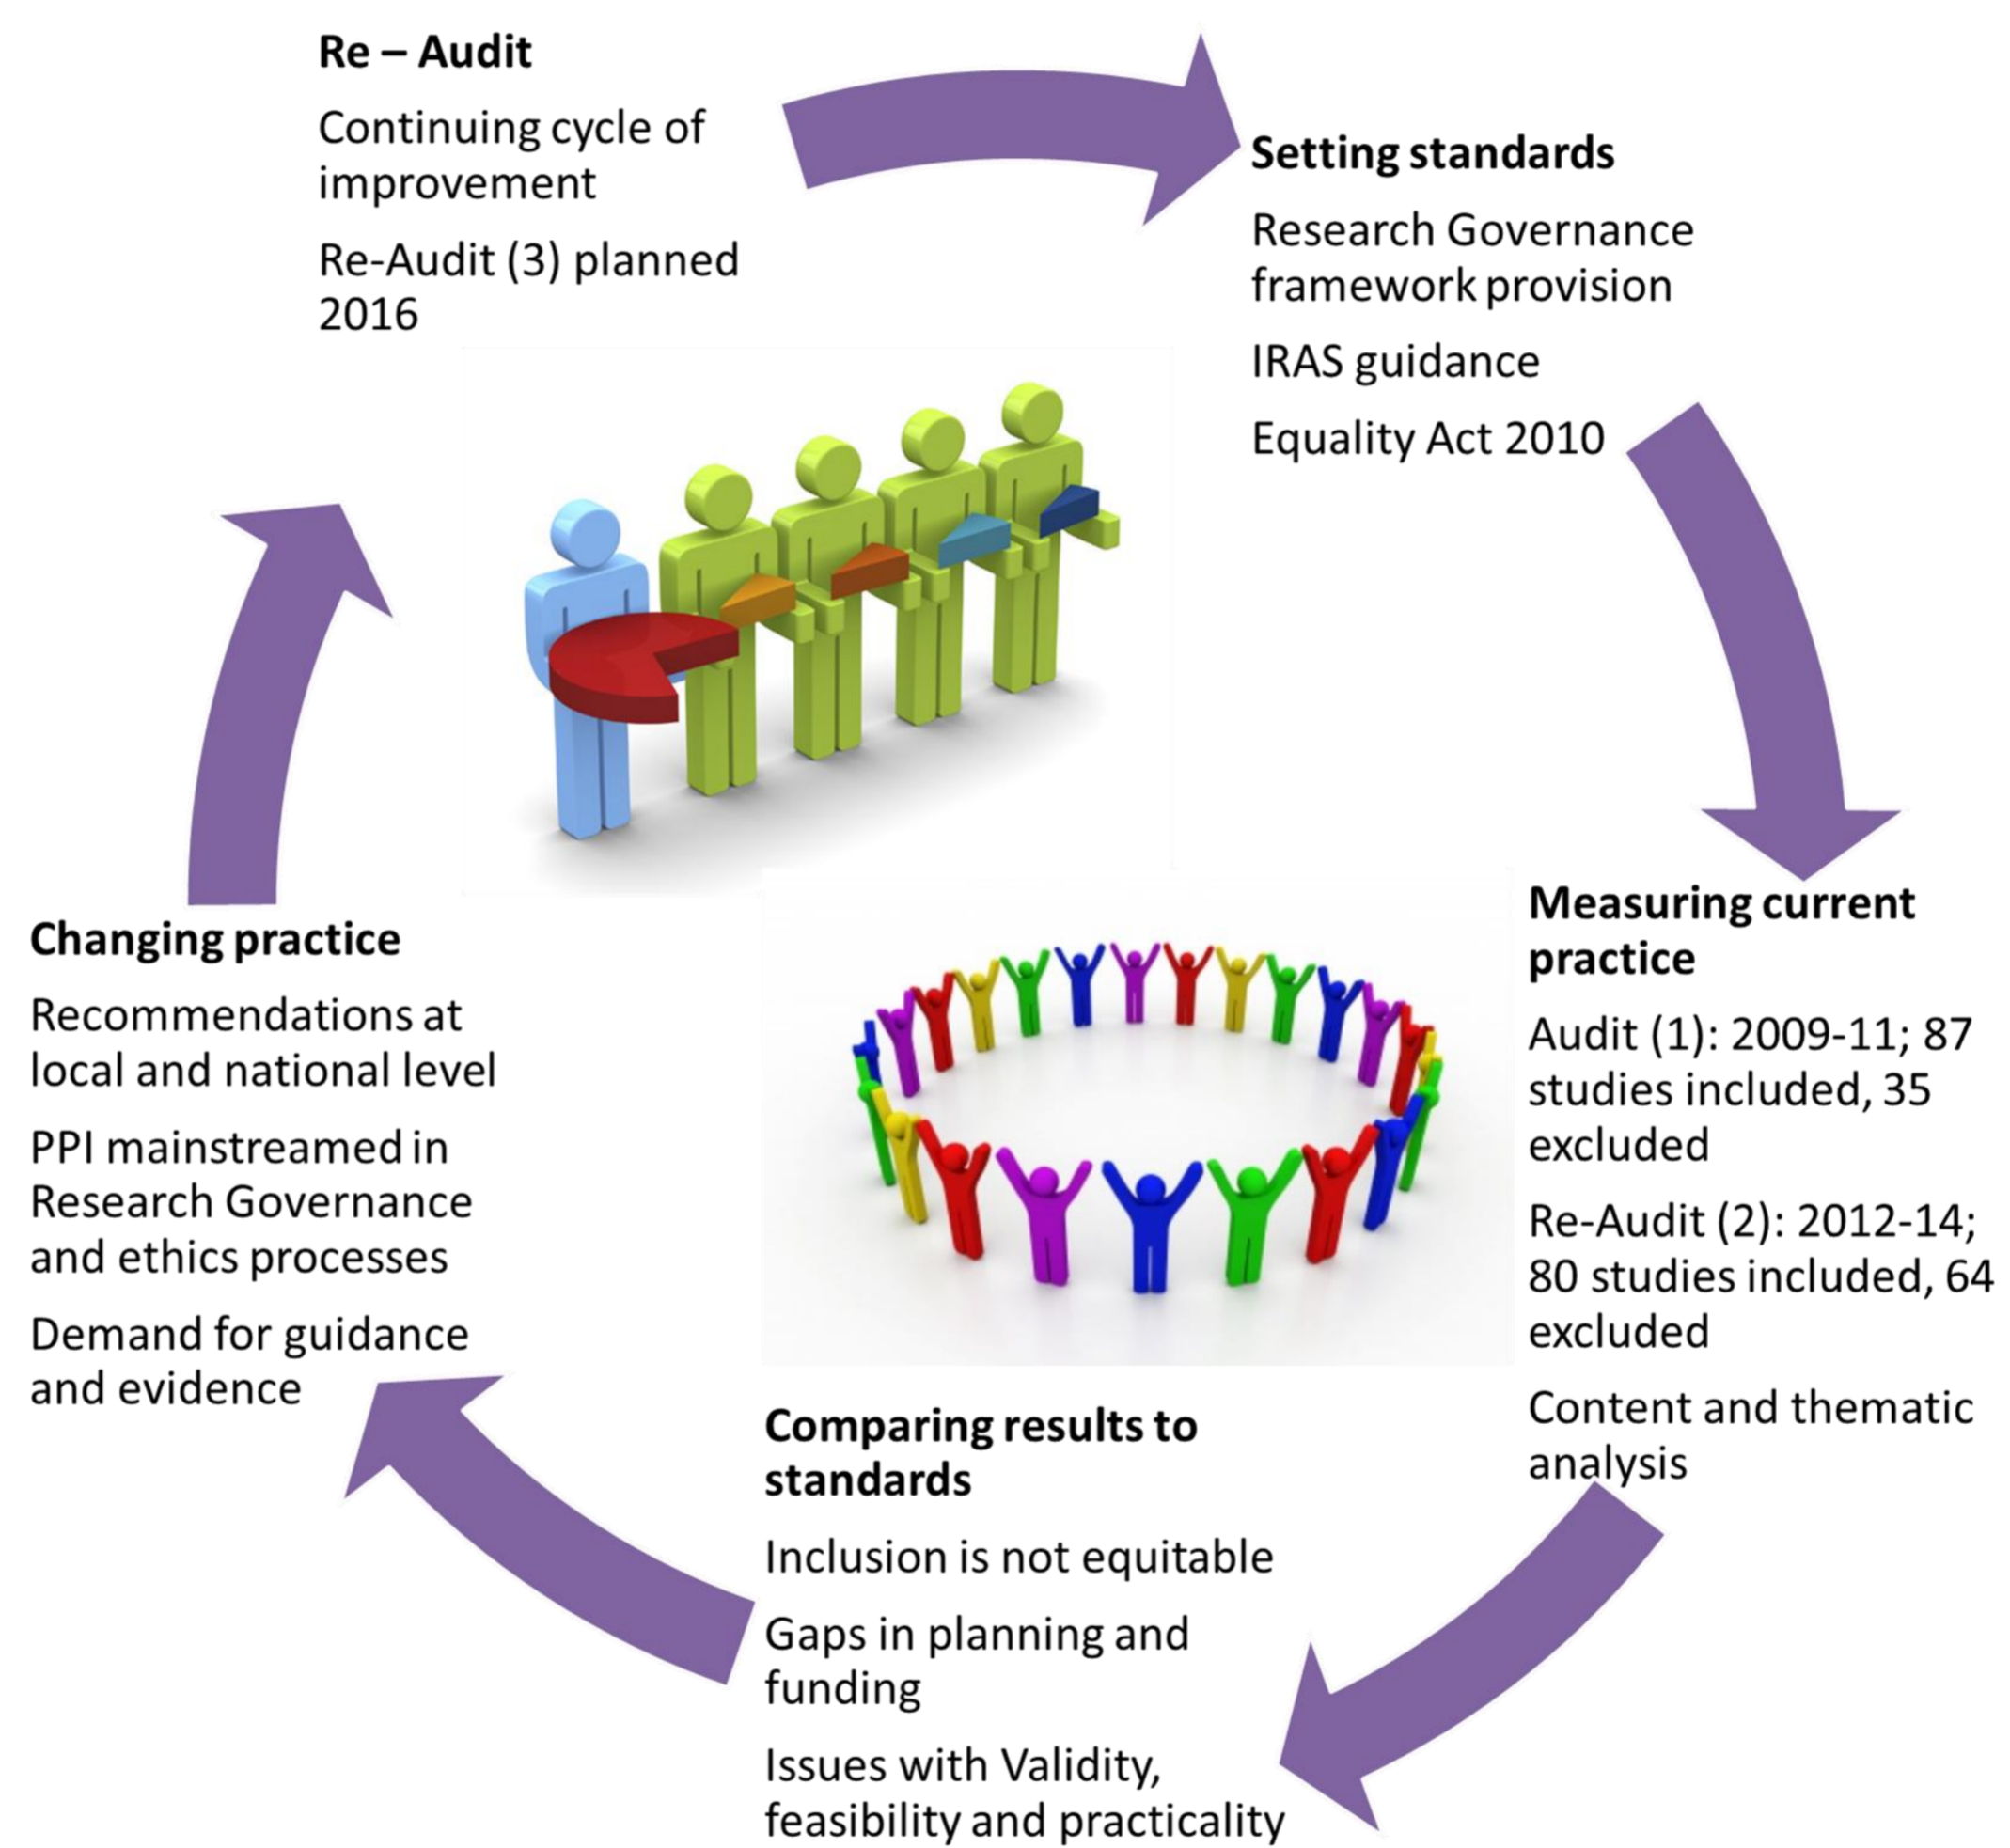 Re – Audit
Continuing cycle of
improvement
Re-Audit (3) planned
2016
Setting standards
Research Governance
framework provision
IRAS guidance
Equality Act 2010
Measuring current
practice
Audit (1): 2009-11; 87
studies included, 35
excluded
Re-Audit (2): 2012-14;
80 studies included, 64
excluded
Content and thematic
analysis
Comparing results to
standards
Inclusion is not equitable
Gaps in planning and
funding
Issues with Validity,
feasibility and practicality
Changing practice
Recommendations at
local and national level
PPI mainstreamed in
Research Governance
and ethics processes
Demand for guidance
and evidence